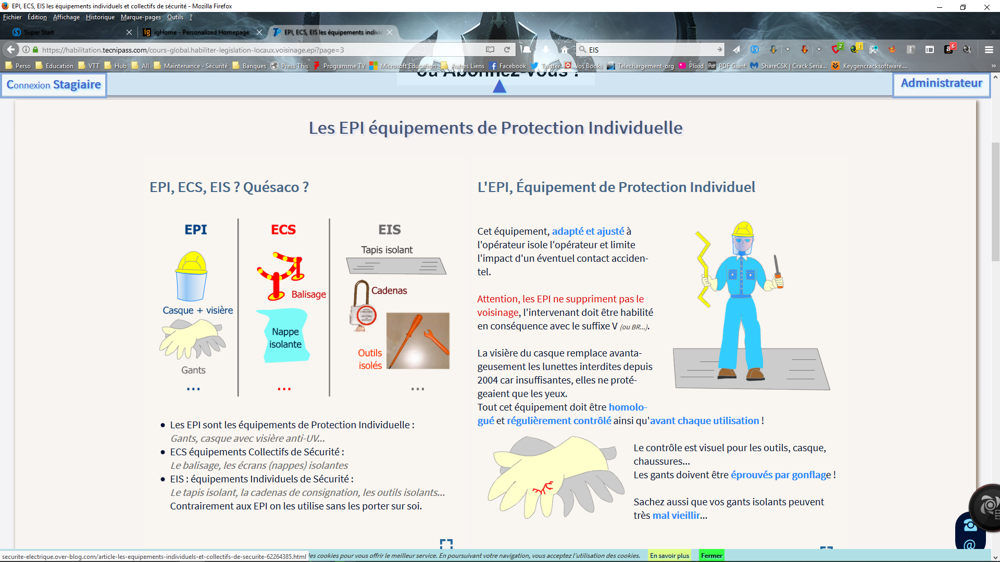 EPI, ECS, EIS les équipements individuels et collectifs de sécurité - Mozilla Firefox
Fichier Édition Affichage Historique Marque-pages Outils ?
Super Start
igHome - Personalized Homepage
EPI, ECS, EIS les équipements indivi
https://habilitation.tecnipass.com/cours-global.habiliter-legislation-locaux.voisinage.epi?page=3
EIS
2
1
6
Perso Education VTT Hub All Maintenance - Sécurité Banques Press This Programme TV Microsoft Education Autres Liens Facebook Twitter Vos Books Telechargement-org Plixid PDF Giant ShareCSK | Crack Seria... Keygencracksoftware....
ou Abonnez-vous !
Connexion Stagiaire
Administrateur
Les EPI équipements de Protection Individuelle
EPI, ECS, EIS ? Quésaco ?
EPI
ECS
EIS
Tapis isolant
Cadenas
Balisage
Casque + visière
Nappe
isolante
Outils
isolés
Gants
...
...
...
Les EPI sont les équipements de Protection Individuelle :
Gants, casque avec visière anti-UV...
ECS équipements Collectifs de Sécurité :
Le balisage, les écrans (nappes) isolantes
EIS : équipements Individuels de Sécurité :
Le tapis isolant, la cadenas de consignation, les outils isolants...
Contrairement aux EPI on les utilise sans les porter sur soi.
L'EPI, Équipement de Protection Individuel
Cet équipement, adapté et ajusté à
l'opérateur isole l'opérateur et limite
l'impact d'un éventuel contact acciden-
tel.
Attention, les EPI ne suppriment pas le
voisinage, l'intervenant doit être habilité
en conséquence avec le suffixe V (ou BR...).
La visière du casque remplace avanta-
geusement les lunettes interdites depuis
2004 car insuffisantes, elles ne proté-
geaient que les yeux.
Tout cet équipement doit être homolo-
gué et régulièrement contrôlé ainsi qu'avant chaque utilisation !
Le contrôle est visuel pour les outils, casque,
chaussures...
Les gants doivent être éprouvés par gonflage !
Sachez aussi que vos gants isolants peuvent
très mal vieillir...
@
securite-electrique.over-blog.com/article-les-equipements-individuels-et-collectifs-de-securite-62264385.html
les cookies pour vous offrir le meilleur service. En poursuivant votre navigation, vous acceptez l'utilisation des cookies.
En savoir plus
Fermer